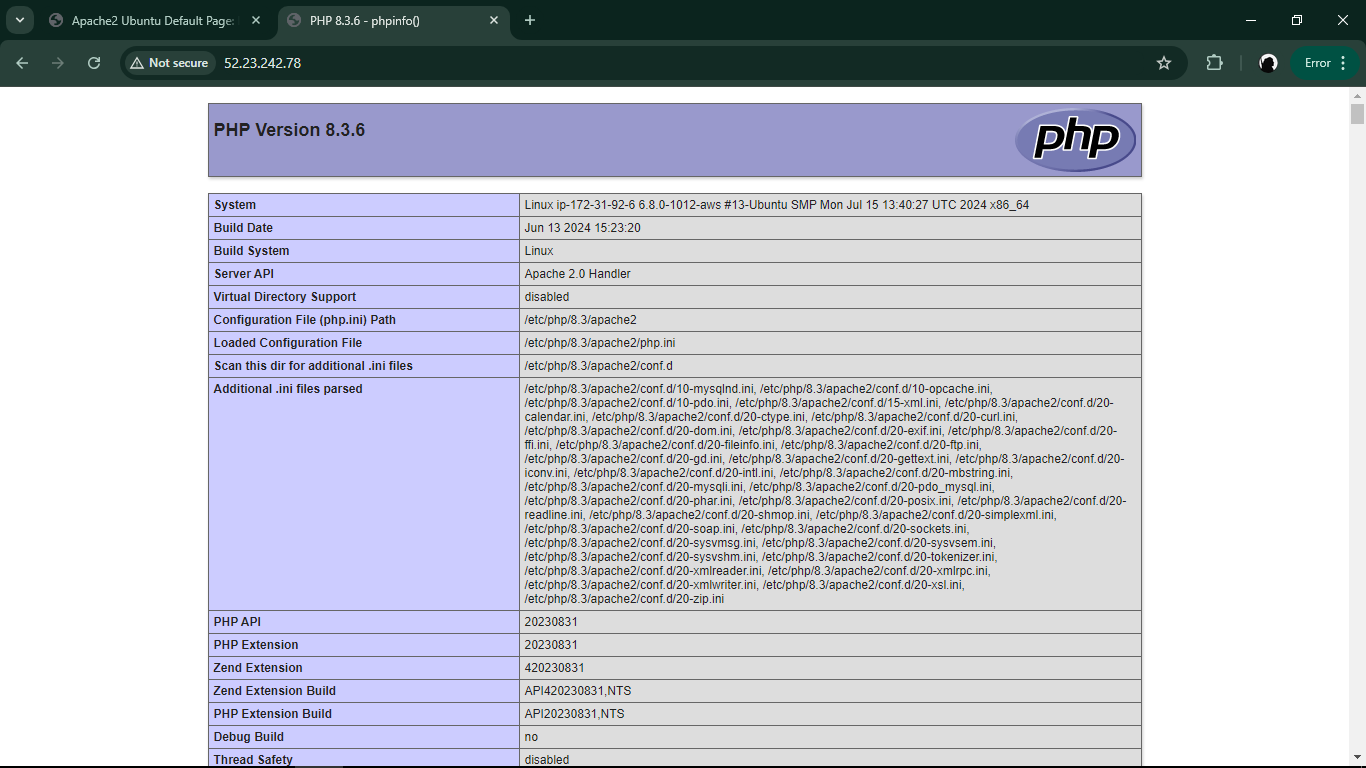 Apache2 Ubuntu Default Page:
PHP 8.3.6 - phpinfo()
Not secure
52.23.242.78
Error
PHP Version 8.3.6
php
System Linux ip-172-31-92-6 6.8.0-1012-aws #13-Ubuntu SMP Mon Jul 15 13:40:27 UTC 2024 x86_64
Build Date Jun 13 2024 15:23:20
Build System Linux
Server API Apache 2.0 Handler
Virtual Directory Support disabled
Configuration File (php.ini) Path /etc/php/8.3/apache2
Loaded Configuration File /etc/php/8.3/apache2/php.ini
Scan this dir for additional .ini files /etc/php/8.3/apache2/conf.d
Additional .ini files parsed /etc/php/8.3/apache2/conf.d/10-mysqlnd.ini, /etc/php/8.3/apache2/conf.d/10-opcache.ini,
/etc/php/8.3/apache2/conf.d/10-pdo.ini, /etc/php/8.3/apache2/conf.d/15-xml.ini, /etc/php/8.3/apache2/conf.d/20-
calendar.ini, /etc/php/8.3/apache2/conf.d/20-ctype.ini, /etc/php/8.3/apache2/conf.d/20-curl.ini,
/etc/php/8.3/apache2/conf.d/20-dom.ini, /etc/php/8.3/apache2/conf.d/20-exif.ini, /etc/php/8.3/apache2/conf.d/20-
ffi.ini, /etc/php/8.3/apache2/conf.d/20-fileinfo.ini, /etc/php/8.3/apache2/conf.d/20-ftp.ini,
/etc/php/8.3/apache2/conf.d/20-gd.ini, /etc/php/8.3/apache2/conf.d/20-gettext.ini, /etc/php/8.3/apache2/conf.d/20-
iconv.ini, /etc/php/8.3/apache2/conf.d/20-intl.ini, /etc/php/8.3/apache2/conf.d/20-mbstring.ini,
/etc/php/8.3/apache2/conf.d/20-mysqli.ini, /etc/php/8.3/apache2/conf.d/20-pdo_mysql.ini,
/etc/php/8.3/apache2/conf.d/20-phar.ini, /etc/php/8.3/apache2/conf.d/20-posix.ini, /etc/php/8.3/apache2/conf.d/20-
readline.ini, /etc/php/8.3/apache2/conf.d/20-shmop.ini, /etc/php/8.3/apache2/conf.d/20-simplexml.ini,
/etc/php/8.3/apache2/conf.d/20-soap.ini, /etc/php/8.3/apache2/conf.d/20-sockets.ini,
/etc/php/8.3/apache2/conf.d/20-sysvmsg.ini, /etc/php/8.3/apache2/conf.d/20-sysvsem.ini,
/etc/php/8.3/apache2/conf.d/20-sysvshm.ini, /etc/php/8.3/apache2/conf.d/20-tokenizer.ini,
/etc/php/8.3/apache2/conf.d/20-xmlreader.ini, /etc/php/8.3/apache2/conf.d/20-xmlrpc.ini,
/etc/php/8.3/apache2/conf.d/20-xmlwriter.ini, /etc/php/8.3/apache2/conf.d/20-xsl.ini,
/etc/php/8.3/apache2/conf.d/20-zip.ini
PHP API 20230831
PHP Extension 20230831
Zend Extension 420230831
Zend Extension Build API420230831,NTS
PHP Extension Build API20230831,NTS
Debug Build no
Thread Safety disabled